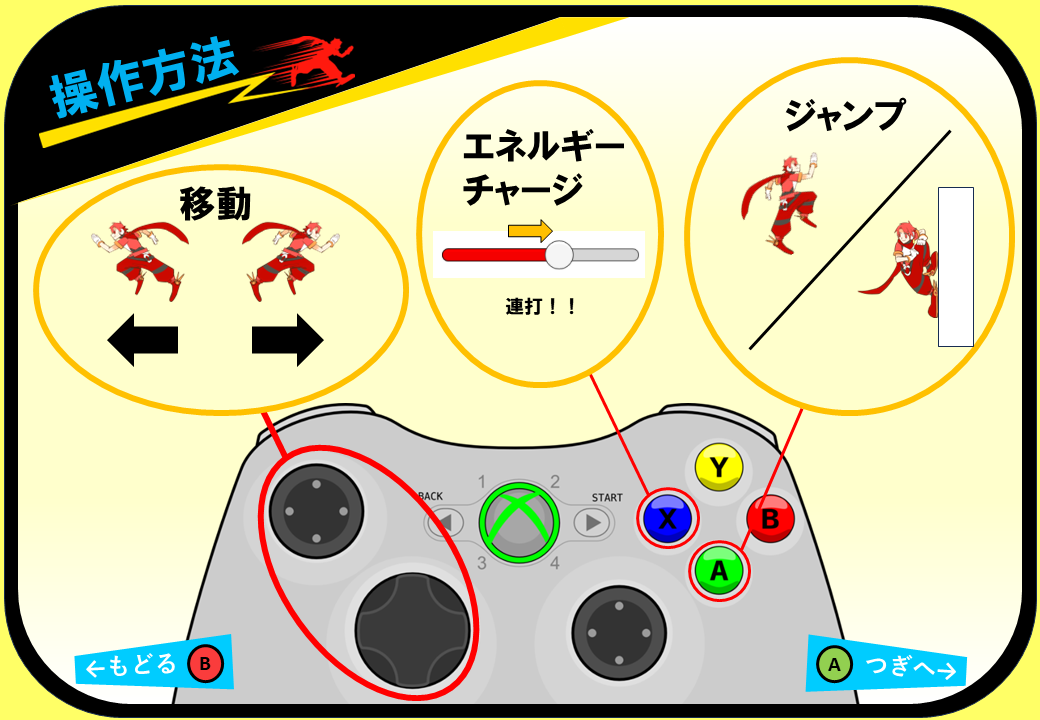 操作方法
移動
エネルギー
チャージ
連打！！
ジャンプ
BACK
1
2
START
3
4
Y
X
B
A
←もどる B
A つぎへ→